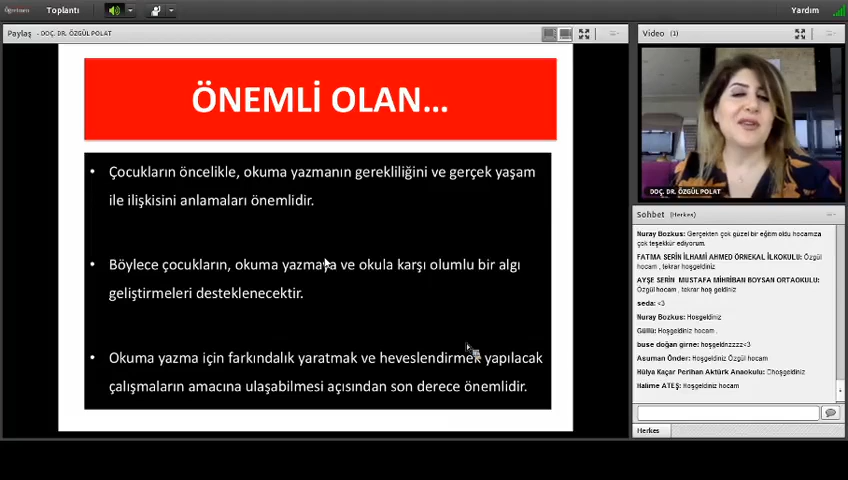 Öğretmen Toplantı Yardım
Paylaş - DOÇ. DR. ÖZGÜL POLAT
ÖNEMLİ OLAN…
• Çocukların öncelikle, okuma yazmanın gerekliliğini ve gerçek yaşam
ile ilişkisini anlamaları önemlidir.
• Böylece çocukların, okuma yazmaya ve okula karşı olumlu bir algı
geliştirmeleri desteklenecektir.
• Okuma yazma için farkındalık yaratmak ve heveslendirmek yapılacak
çalışmaların amacına ulaşabilmesi açısından son derece önemlidir.
Video (1)
DOÇ. DR. ÖZGÜL POLAT
Sohbet (Herkes)
Nuray Bozkus: Gerçekten çok güzel bir eğitim oldu hocamıza
çok teşekkür ediyorum.
FATMA SERİN İLHAMİ AHMED ÖRNEKAL İLKOKULU: Özgül
hocam , tekrar hoşgeldiniz
AYŞE SERİN MUSTAFA MİHRİBAN BOYSAN ORTAOKULU:
Özgül hocam , tekrar hoş geldiniz
seda: <3
Nuray Bozkus: Hosgeldiniz
Güllü: Hoşgeldiniz hocam .
buse doğan girne: hoşgeldnzzzz<3
Asuman Önder: Hoşgeldiniz Özgül hocam
Hülya Kaçar Perihan Aktürk Anaokulu: Ohoşgeldiniz
Halime ATEŞ: Hoşgeldiniz hocam
Herkes